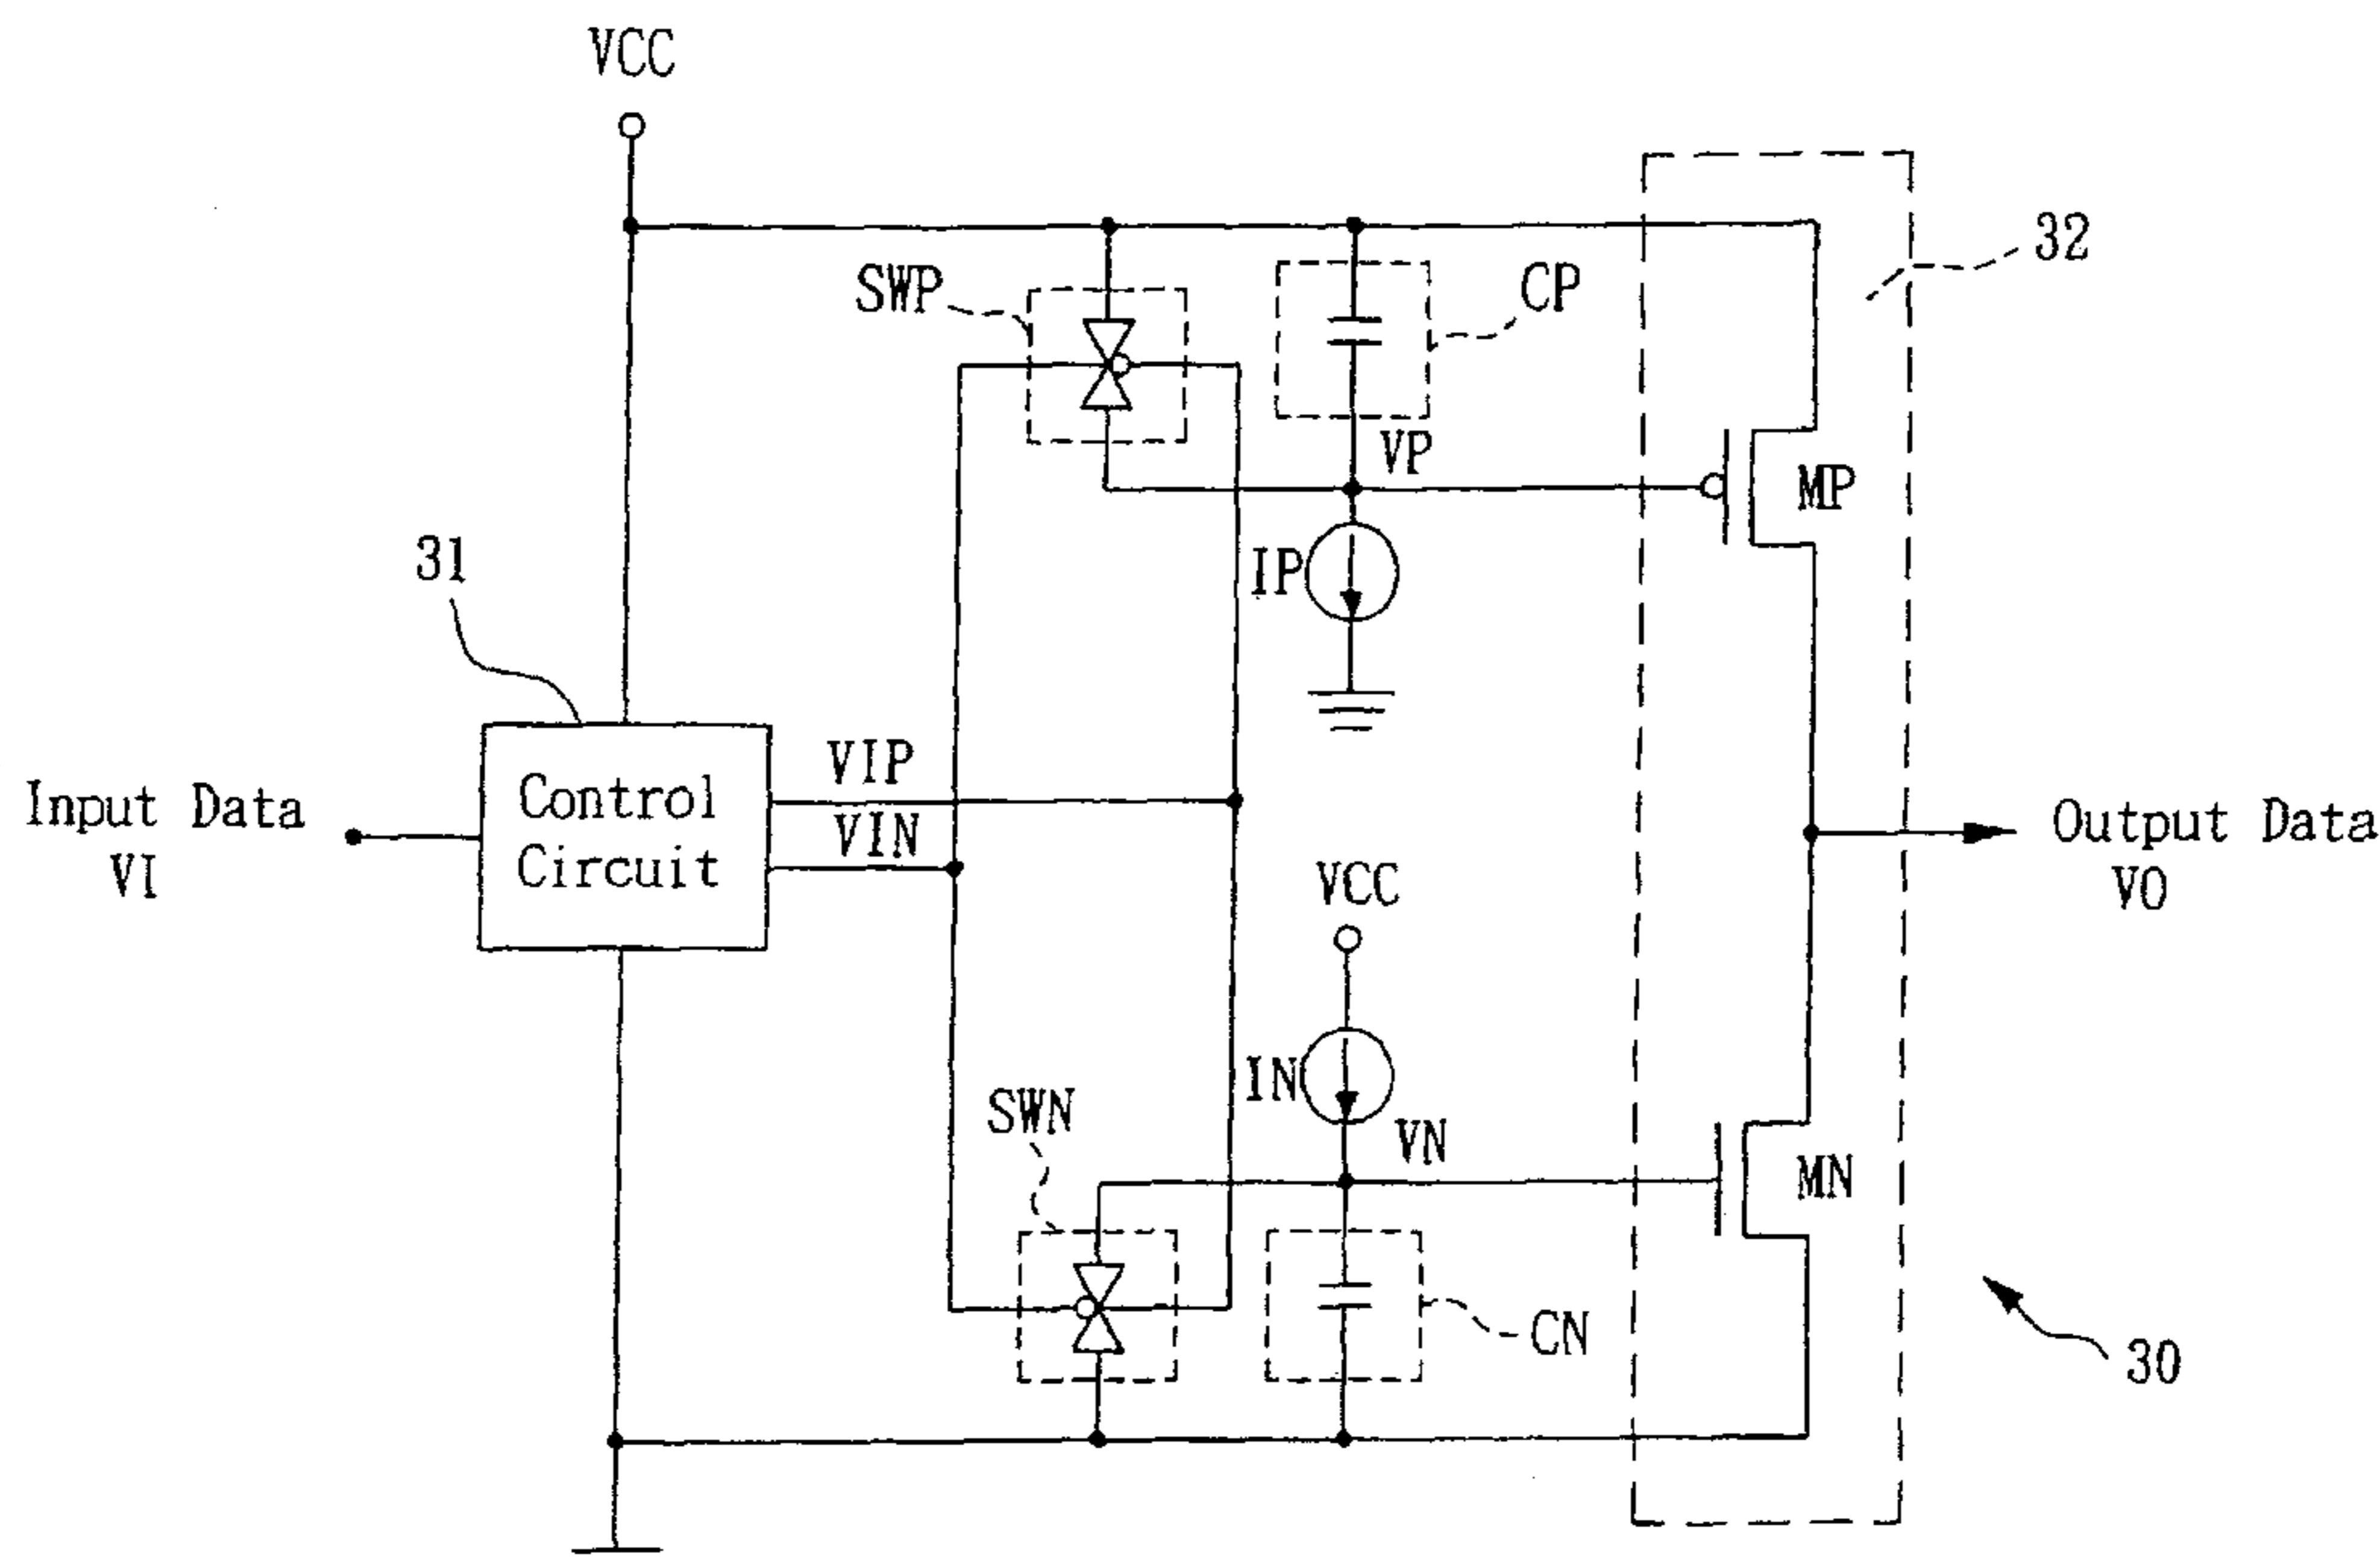 VCC
32
SWP
CP
VP
MP
31
IP
VIP
Control
Circuit
VIN
Input Data
VI
Output Data
VO
VCC
IN
SWN
VN
MN
CN
30